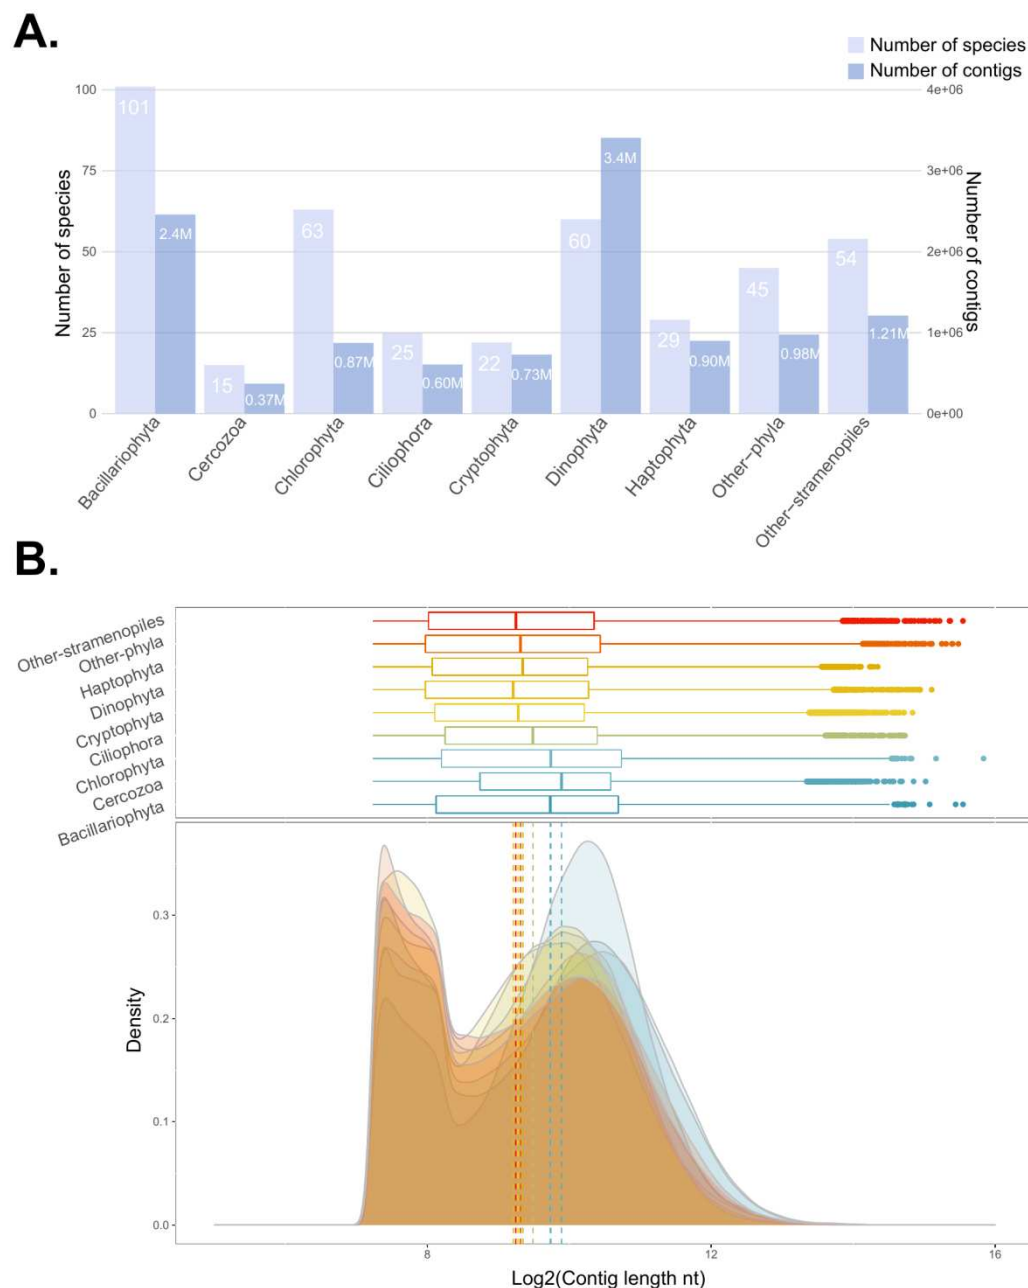 A.
Number of species
Number of contigs
Number of species
100
75
50
25
0
101
2.4M
15
0.37M
63
0.87M
25
0.60M
22
0.73M
60
3.4M
29
0.90M
45
0.98M
54
1.21M
4e+06
3e+06
2e+06
1e+06
0e+00
Number of contigs
Bacillariophyta
Cercozoa
Chlorophyta
Ciliophora
Cryptophyta
Dinophyta
Haptophyta
Other-phyla
Other-stramenopiles
B.
Other-stramenopiles
Other-phyla
Haptophyta
Dinophyta
Cryptophyta
Ciliophora
Chlorophyta
Cercozoa
Bacillariophyta
Density
0.3
0.2
0.1
0.0
8
12
16
Log2(Contig length nt)